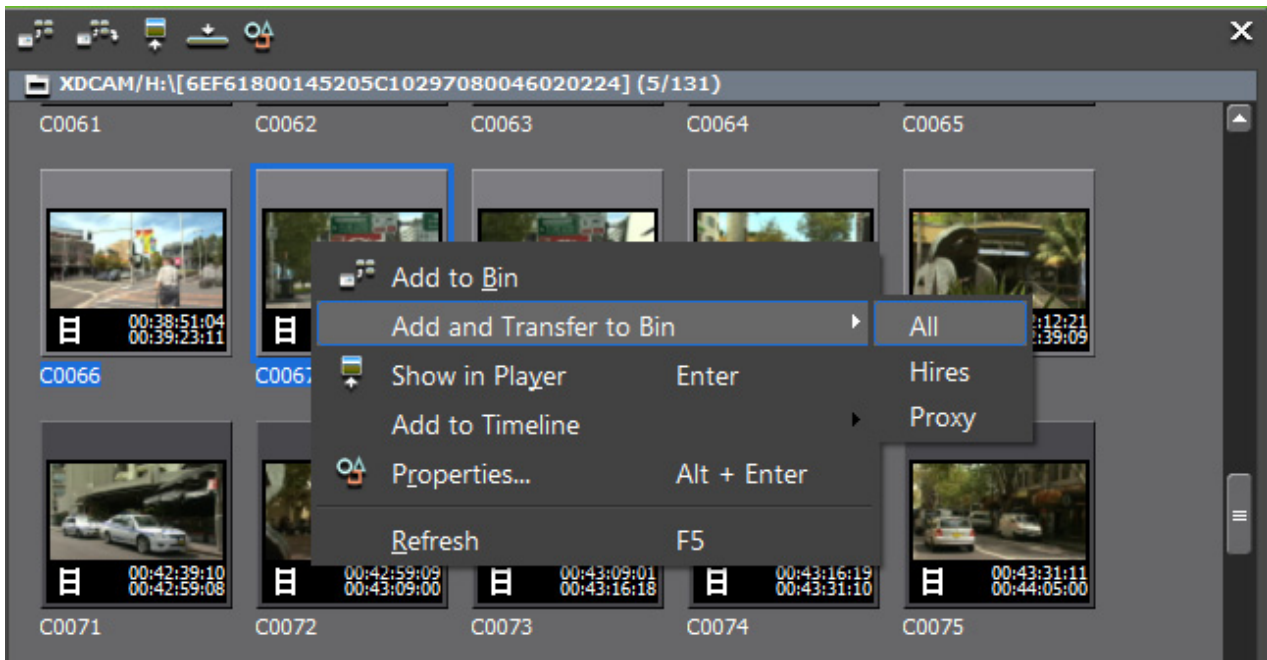 XDCAM/H:\[6EF61800145205C10297080046020224] (5/131)
C0061 C0062 C0063 C0064 C0065
00:38:51:04
00:39:23:11
:12:21
:39:09
C0066 C0067
Add to Bin
Add and Transfer to Bin
Show in Player Enter
Add to Timeline
Properties... Alt + Enter
Refresh F5
All
Hires
Proxy
00:42:39:10 00:42:59:09 00:43:09:01 00:43:16:19 00:43:31:11
00:42:59:08 00:43:09:00 00:43:16:18 00:43:31:10 00:44:05:00
C0071 C0072 C0073 C0074 C0075